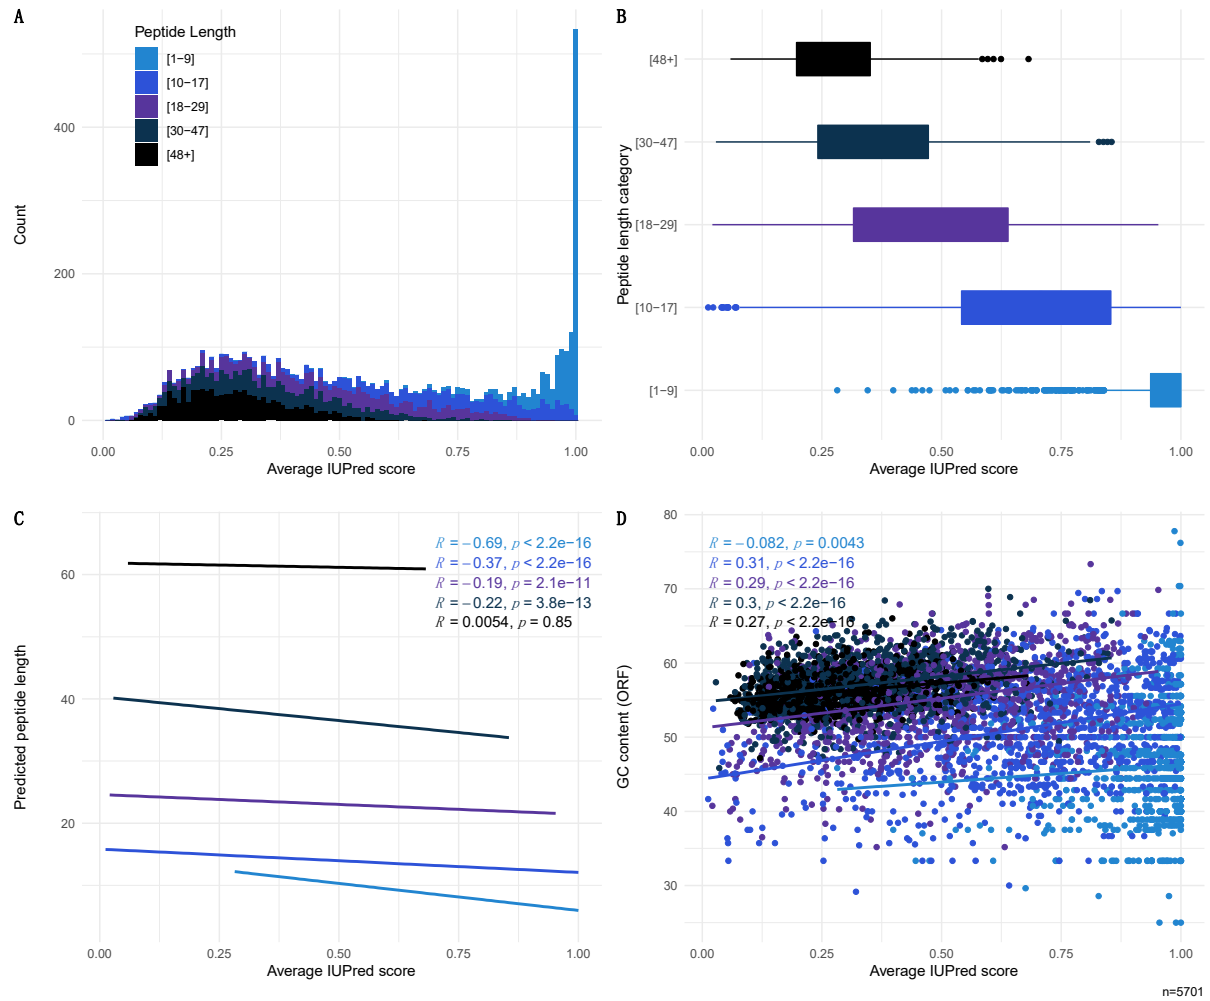 A
Peptide Length
[1−9]
[10−17]
[18−29]
[30−47]
[48+]
Count
400
200
0
0.00 0.25 0.50 0.75 1.00
Average IUPred score
B
Peptide length category
[48+]
[30−47]
[18−29]
[10−17]
[1−9]
0.00 0.25 0.50 0.75 1.00
Average IUPred score
C
Predicted peptide length
60
40
20
R = −0.69, p < 2.2e−16
R = −0.37, p < 2.2e−16
R = −0.19, p = 2.1e−11
R = −0.22, p = 3.8e−13
R = 0.0054, p = 0.85
0.00 0.25 0.50 0.75 1.00
Average IUPred score
D
GC content (ORF)
80
70
60
50
40
30
R = −0.082, p = 0.0043
R = 0.31, p < 2.2e−16
R = 0.29, p < 2.2e−16
R = 0.3, p < 2.2e−16
R = 0.27, p < 2.2e−16
0.00 0.25 0.50 0.75 1.00
Average IUPred score
n=5701